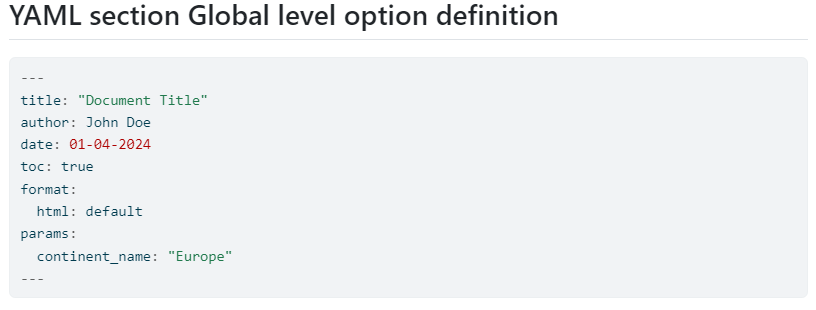 YAML section Global level option definition
---
title: "Document Title"
author: John Doe
date: 01-04-2024
toc: true
format:
  html: default
params:
  continent_name: "Europe"
---